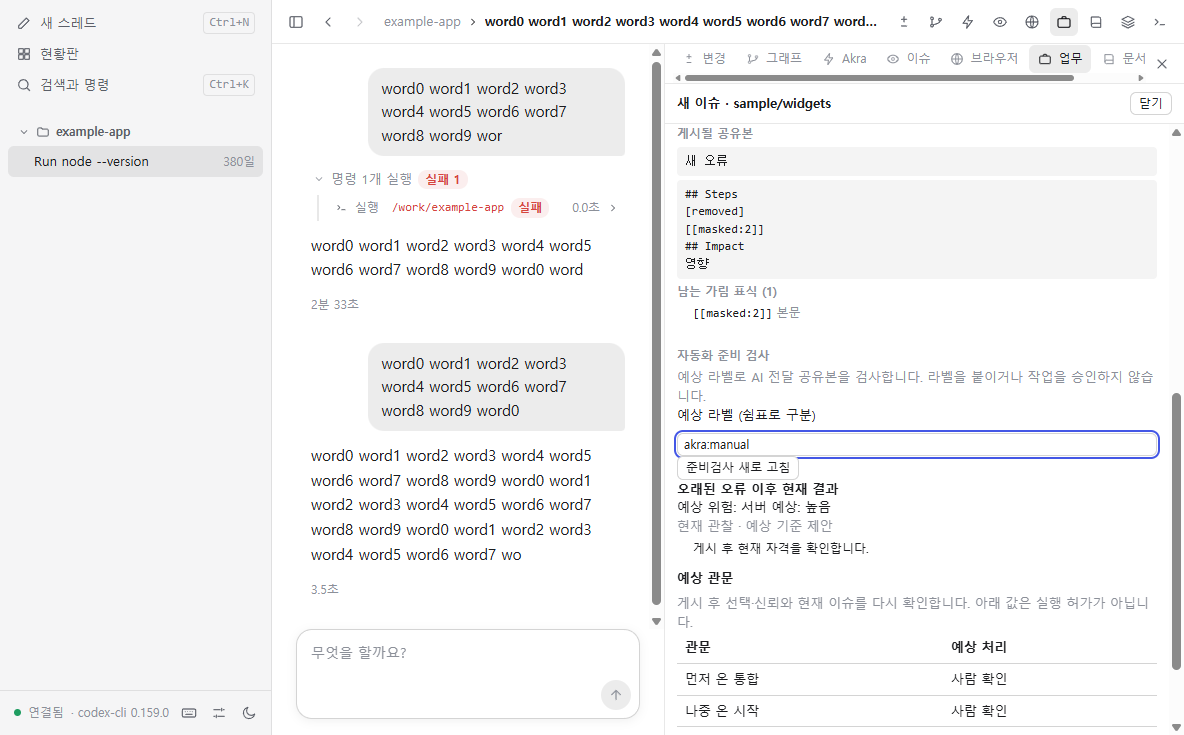 새 스레드
Ctrl+N
현황판
검색과 명령
Ctrl+K
example-app
Run node --version
380일
연결됨 · codex-cli 0.159.0
example-app
word0 word1 word2 word3 word4 word5 word6 word7 word...
word0 word1 word2 word3
word4 word5 word6 word7
word8 word9 wor
명령 1개 실행
실패 1
실행
/work/example-app
실패
0.0초
word0 word1 word2 word3 word4 word5
word6 word7 word8 word9 word0 word
2분 33초
word0 word1 word2 word3
word4 word5 word6 word7
word8 word9 word0
word0 word1 word2 word3 word4 word5
word6 word7 word8 word9 word0 word1
word2 word3 word4 word5 word6 word7
word8 word9 word0 word1 word2 word3
word4 word5 word6 word7 wo
3.5초
무엇을 할까요?
변경
그래프
Akra
이슈
브라우저
업무
문서
새 이슈 · sample/widgets
닫기
게시될 공유본
새 오류
## Steps
[removed]
[[masked:2]]
## Impact
영향
남는 가림 표식 (1)
[[masked:2]] 본문
자동화 준비 검사
예상 라벨로 AI 전달 공유본을 검사합니다. 라벨을 붙이거나 작업을 승인하지 않습
니다.
예상 라벨 (쉼표로 구분)
akra:manual
준비검사 새로 고침
오래된 오류 이후 현재 결과
예상 위험: 서버 예상: 높음
현재 관찰 · 예상 기준 제안
게시 후 현재 자격을 확인합니다.
예상 관문
게시 후 선택·신뢰와 현재 이슈를 다시 확인합니다. 아래 값은 실행 허가가 아닙니
다.
관문
예상 처리
먼저 온 통합
사람 확인
나중 온 시작
사람 확인